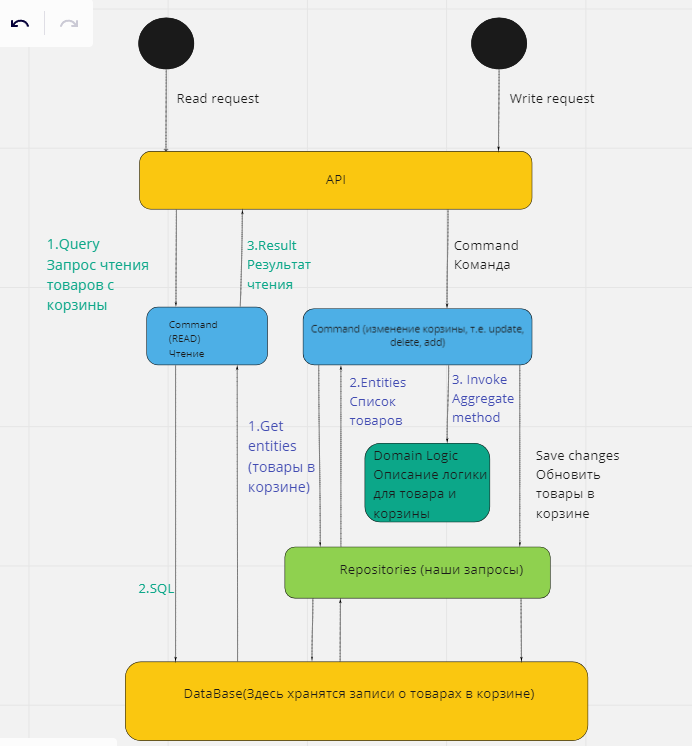 Read request
Write request
API
1.Query
Запрос чтения
товаров с
корзины
3.Result
Результат
чтения
Command
Команда
Command
(READ)
Чтение
Command (изменение корзины, т.е. update,
delete, add)
2.Entities
Список
товаров
3. Invoke
Aggregate
method
1.Get
entities
(товары в
корзине)
Domain Logic
Описание логики
для товара и
корзины
Save changes
Обновить
товары в
корзине
Repositories (наши запросы)
2.SQL
DataBase(Здесь хранятся записи о товарах в корзине)